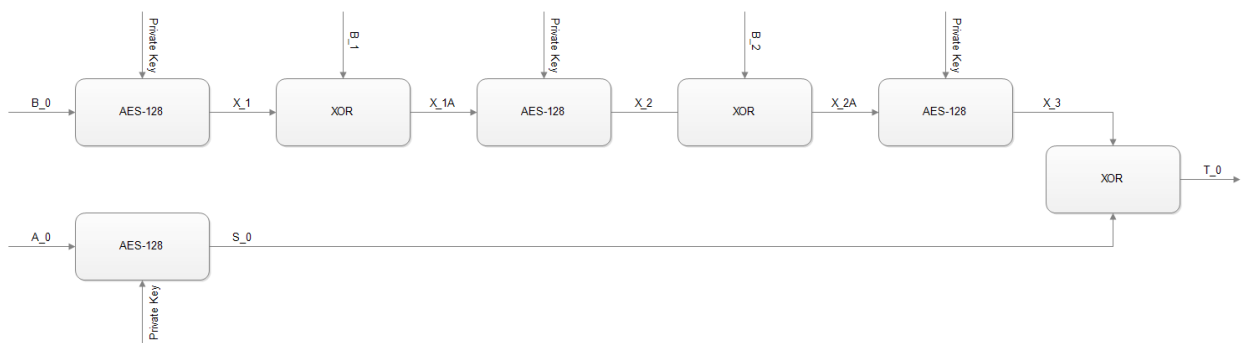 Private Key
B_1
Private Key
B_2
Private Key
B_0
AES-128
X_1
XOR
X_1A
AES-128
X_2
XOR
X_2A
AES-128
X_3
XOR
T_0
A_0
AES-128
S_0
Private Key